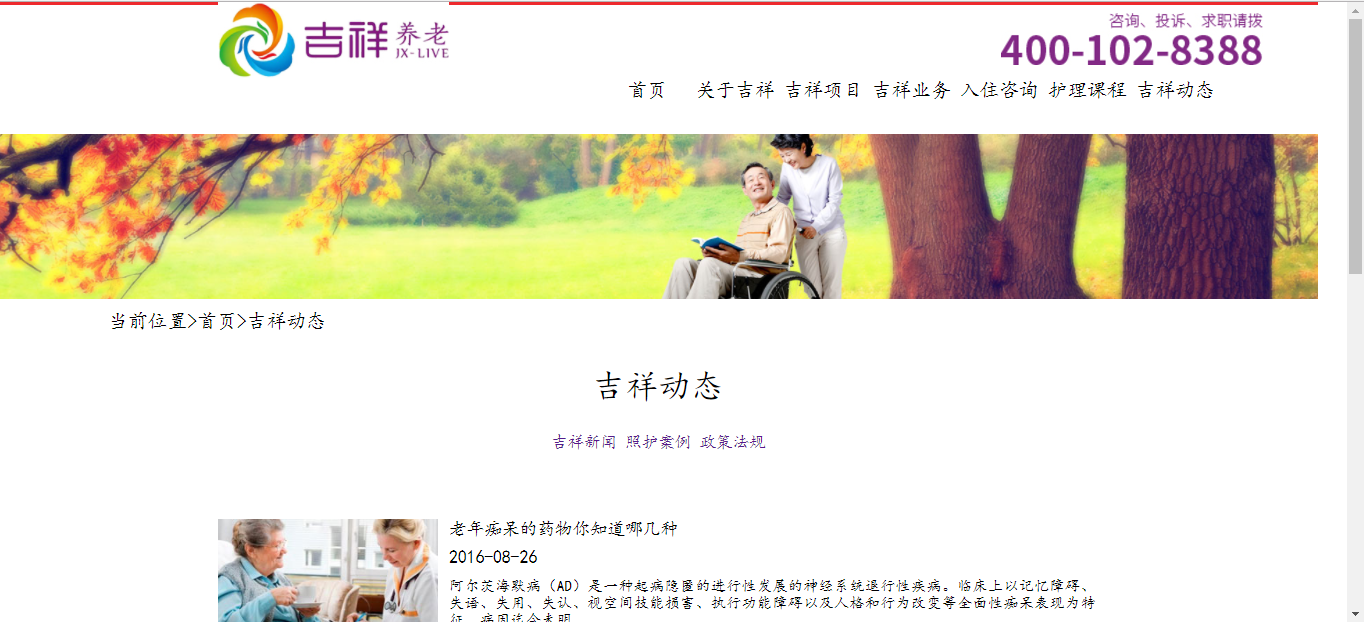 吉祥 养老
JX-LIVE
咨询、投诉、求职请拨
400-102-8388
首页 关于吉祥 吉祥项目 吉祥业务 入住咨询 护理课程 吉祥动态
当前位置>首页>吉祥动态
吉祥动态
吉祥新闻 照护案例 政策法规
老年痴呆的药物你知道哪几种
2016-08-26
阿尔茨海默病（AD）是一种起病隐匿的进行性发展的神经系统退行性疾病。临床上以记忆障碍、
失语、失用、失认、视空间技能损害、执行功能障碍以及人格和行为改变等全面性痴呆表现为特
征，病因迄今未明